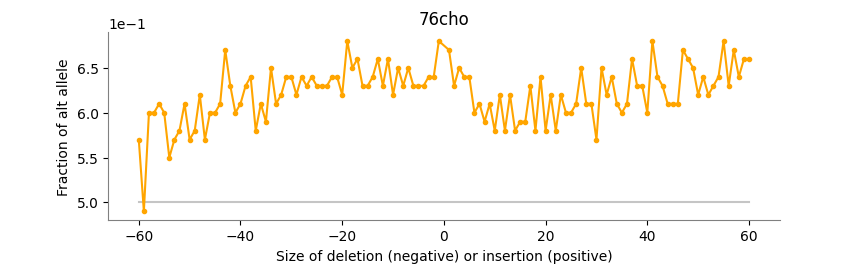 76cho
1e−1
6.5
6.0
5.5
5.0
Fraction of alt allele
−60 −40 −20 0 20 40 60
Size of deletion (negative) or insertion (positive)